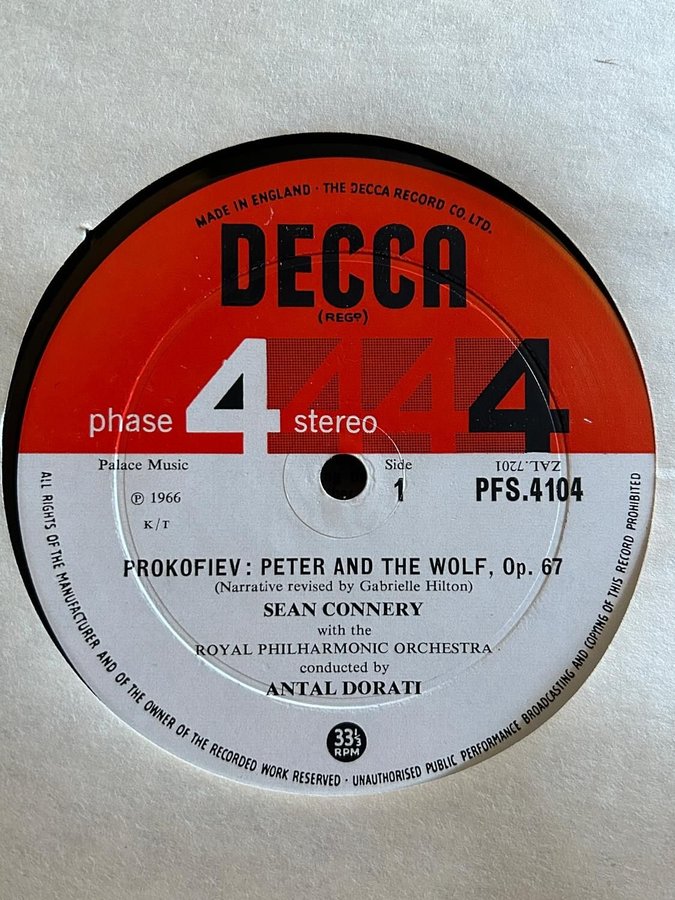 MADE IN ENGLAND · THE DECCA RECORD CO. LTD.
DECCA
(REGD)
phase 4 stereo 4 4 4
Palace Music
Side
ZAL.7201
℗ 1966
1
PFS.4104
K/T
PROKOFIEV : PETER AND THE WOLF, Op. 67
(Narrative revised by Gabrielle Hilton)
SEAN CONNERY
with the
ROYAL PHILHARMONIC ORCHESTRA
conducted by
ANTAL DORATI
33⅓
RPM
ALL RIGHTS OF THE MANUFACTURER AND OF THE OWNER OF THE RECORDED WORK RESERVED · UNAUTHORISED PUBLIC PERFORMANCE BROADCASTING AND COPYING OF THIS RECORD PROHIBITED